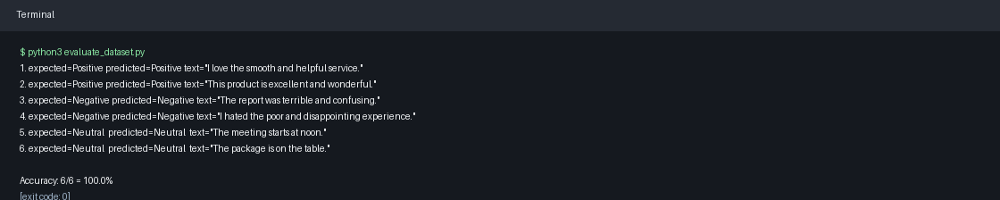 Terminal
$ python3 evaluate_dataset.py
1. expected=Positive predicted=Positive text="I love the smooth and helpful service."
2. expected=Positive predicted=Positive text="This product is excellent and wonderful."
3. expected=Negative predicted=Negative text="The report was terrible and confusing."
4. expected=Negative predicted=Negative text="I hated the poor and disappointing experience."
5. expected=Neutral predicted=Neutral text="The meeting starts at noon."
6. expected=Neutral predicted=Neutral text="The package is on the table."
Accuracy: 6/6 = 100.0%
[exit code: 0]